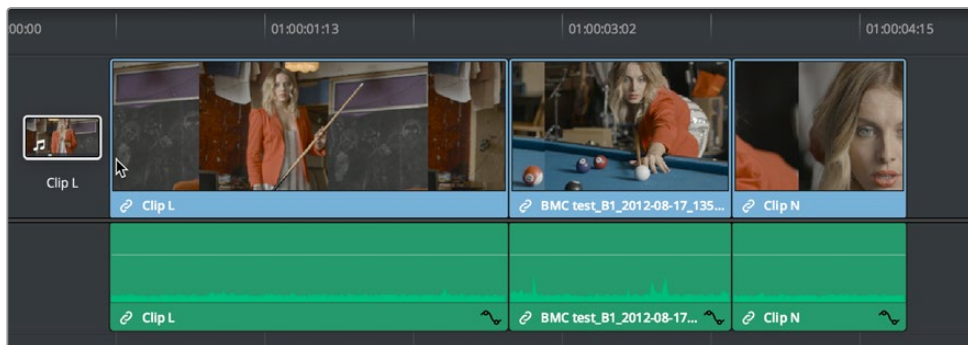 00:00 01:00:01:13 01:00:03:02 01:00:04:15
Clip L
Clip L BMC test_B1_2012-08-17_135... Clip N
Clip L BMC test_B1_2012-08-17... Clip N